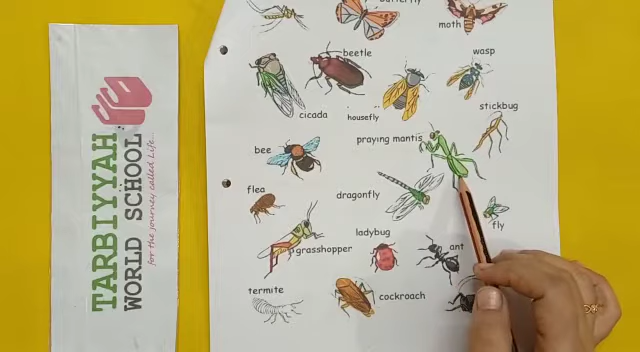 TARBIYYAH
WORLD SCHOOL
for the journey called Life...
butterfly
moth
beetle
wasp
cicada
housefly
stickbug
praying mantis
bee
flea
dragonfly
fly
ladybug
grasshopper
ant
termite
cockroach